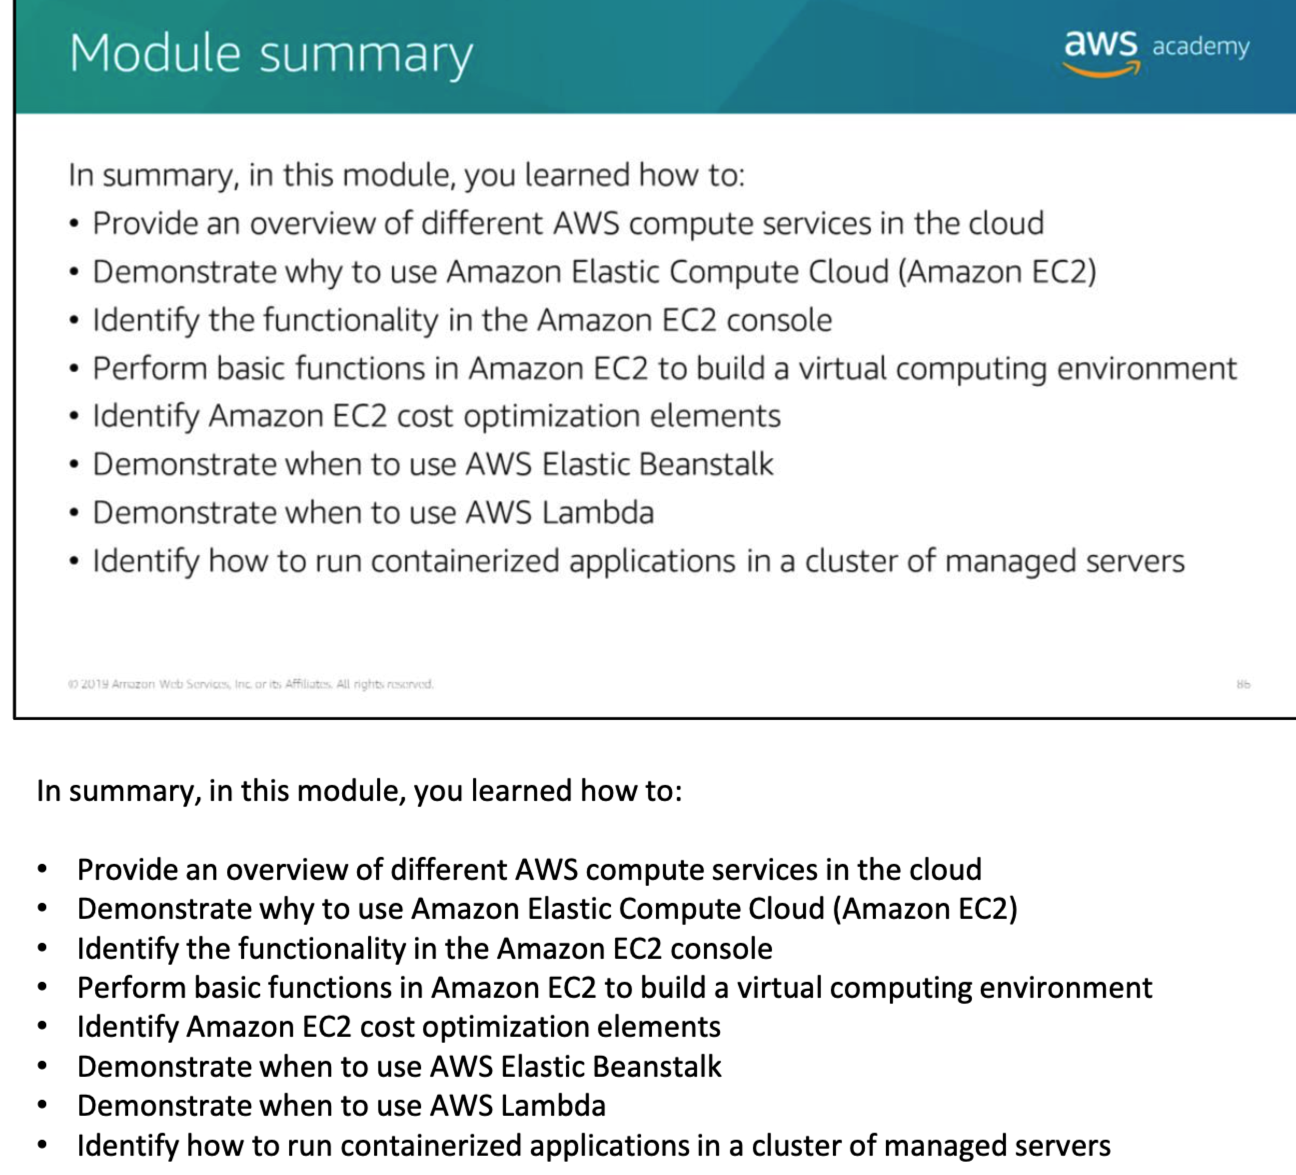 Module summary
aws academy
In summary, in this module, you learned how to:
• Provide an overview of different AWS compute services in the cloud
• Demonstrate why to use Amazon Elastic Compute Cloud (Amazon EC2)
• Identify the functionality in the Amazon EC2 console
• Perform basic functions in Amazon EC2 to build a virtual computing environment
• Identify Amazon EC2 cost optimization elements
• Demonstrate when to use AWS Elastic Beanstalk
• Demonstrate when to use AWS Lambda
• Identify how to run containerized applications in a cluster of managed servers
© 2019 Amazon Web Services, Inc. or its Affiliates. All rights reserved.
In summary, in this module, you learned how to:
• Provide an overview of different AWS compute services in the cloud
• Demonstrate why to use Amazon Elastic Compute Cloud (Amazon EC2)
• Identify the functionality in the Amazon EC2 console
• Perform basic functions in Amazon EC2 to build a virtual computing environment
• Identify Amazon EC2 cost optimization elements
• Demonstrate when to use AWS Elastic Beanstalk
• Demonstrate when to use AWS Lambda
• Identify how to run containerized applications in a cluster of managed servers